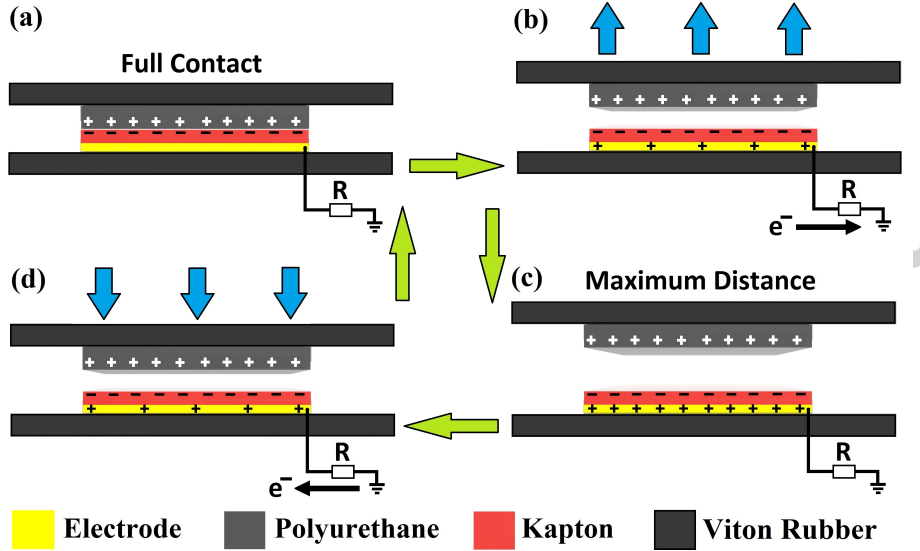 (a)
Full Contact
+ + + + + + + + + +
− − − − − − − − − −
R
(b)
+ + + + + + + + + +
− − − − − − − − − −
+ + + + +
R
e⁻
(d)
+ + + + + + + + + +
− − − − − − − − − −
+ + + + +
R
e⁻
(c)
Maximum Distance
+ + + + + + + + + +
− − − − − − − − − −
+ + + + + + + + + +
R
Electrode
Polyurethane
Kapton
Viton Rubber